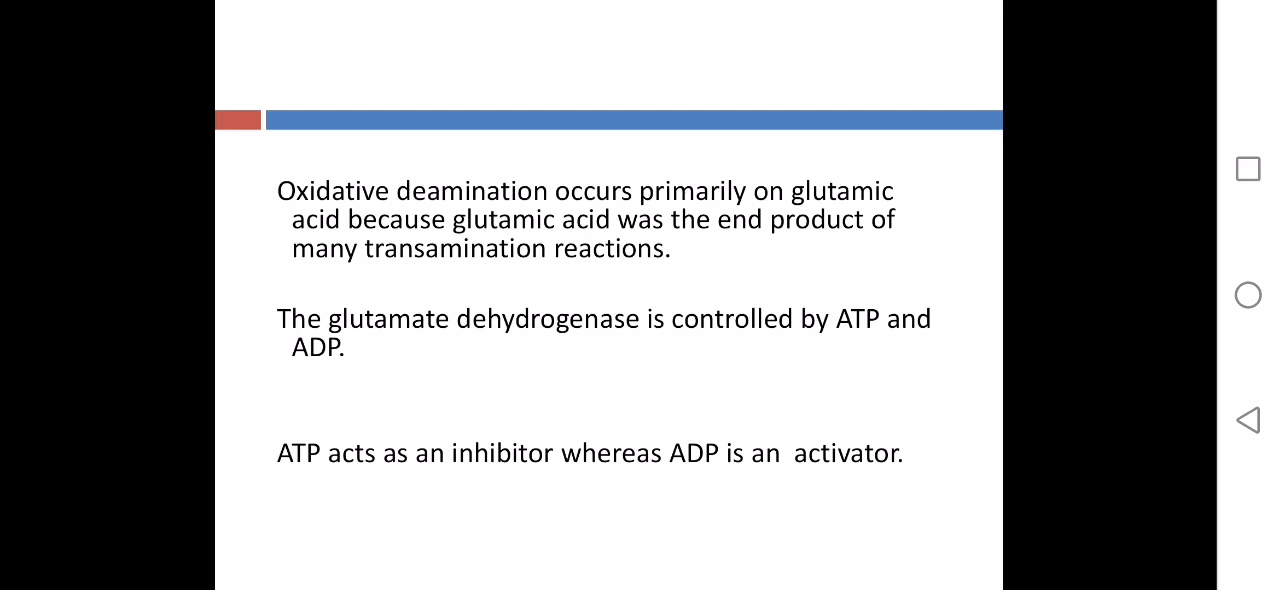 Oxidative deamination occurs primarily on glutamic
acid because glutamic acid was the end product of
many transamination reactions.
The glutamate dehydrogenase is controlled by ATP and
ADP.
ATP acts as an inhibitor whereas ADP is an  activator.